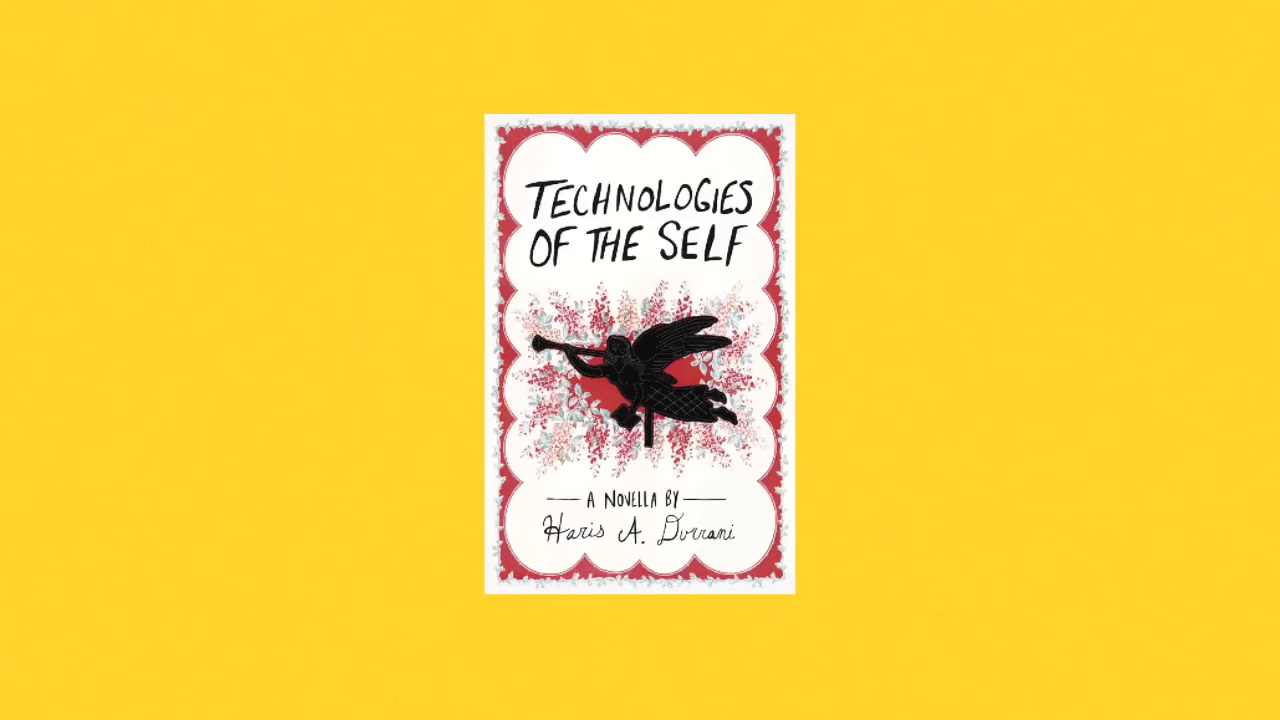 TECHNOLOGIES
OF THE SELF
A NOVELLA BY
Haris A. Durrani